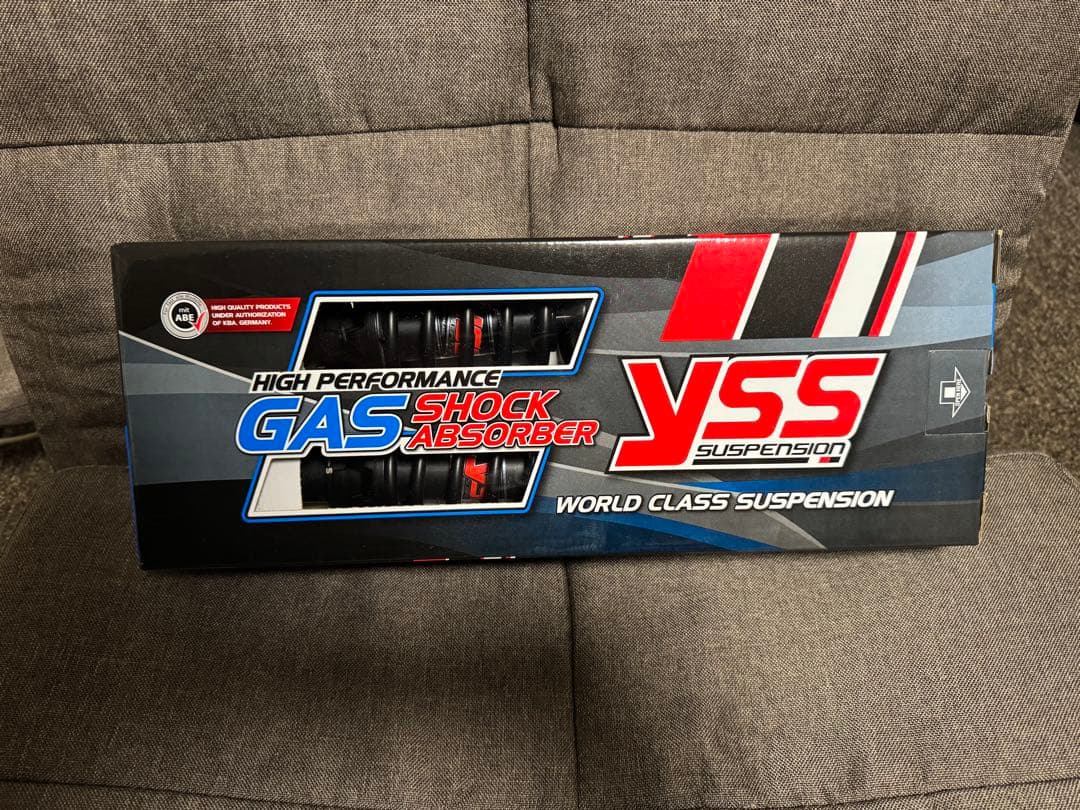 mit
ABE
HIGH QUALITY PRODUCTS
UNDER AUTHORIZATION
OF KBA. GERMANY.
HIGH PERFORMANCE
GAS SHOCK
ABSORBER
YSS
SUSPENSION
WORLD CLASS SUSPENSION